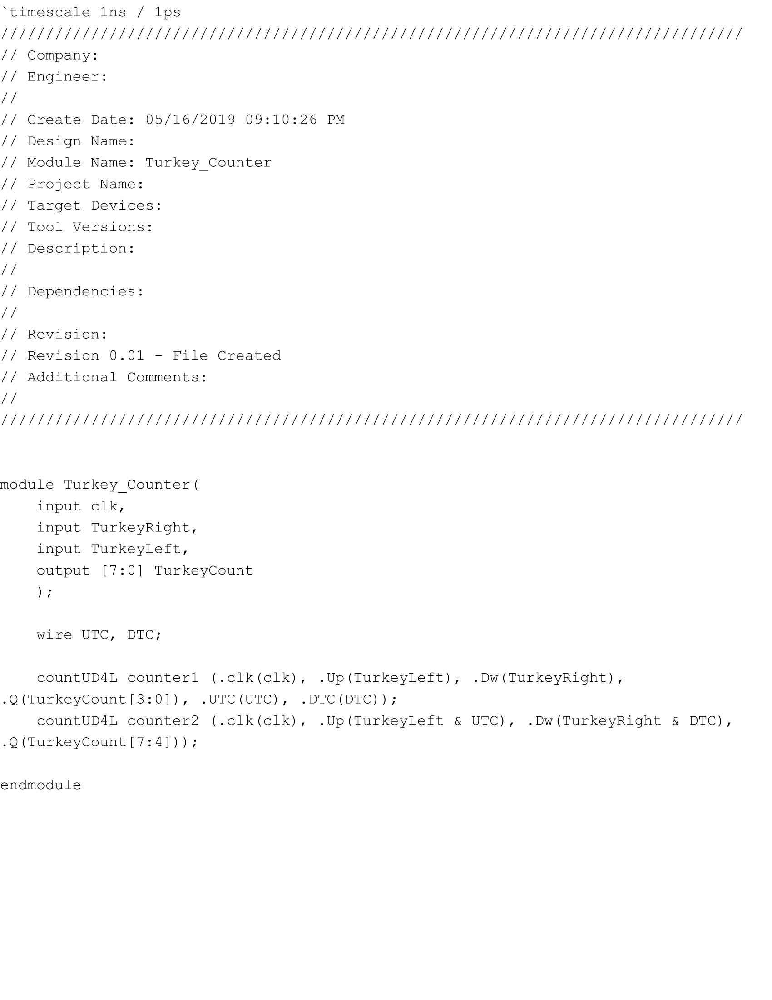 `timescale 1ns / 1ps
//////////////////////////////////////////////////////////////////////////////////
// Company:
// Engineer:
//
// Create Date: 05/16/2019 09:10:26 PM
// Design Name:
// Module Name: Turkey_Counter
// Project Name:
// Target Devices:
// Tool Versions:
// Description:
//
// Dependencies:
//
// Revision:
// Revision 0.01 - File Created
// Additional Comments:
//
//////////////////////////////////////////////////////////////////////////////////
module Turkey_Counter(
    input clk,
    input TurkeyRight,
    input TurkeyLeft,
    output [7:0] TurkeyCount
    );
    wire UTC, DTC;
    countUD4L counter1 (.clk(clk), .Up(TurkeyLeft), .Dw(TurkeyRight),
.Q(TurkeyCount[3:0]), .UTC(UTC), .DTC(DTC));
    countUD4L counter2 (.clk(clk), .Up(TurkeyLeft & UTC), .Dw(TurkeyRight & DTC),
.Q(TurkeyCount[7:4]));
endmodule